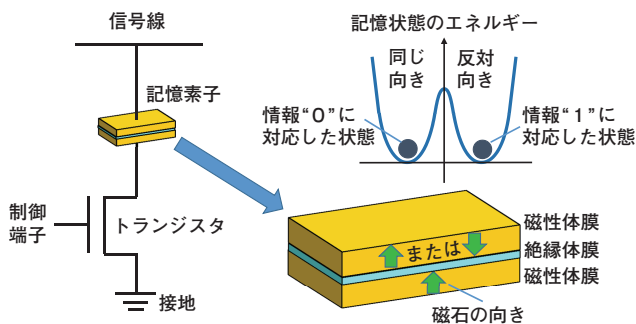 信号線
記憶素子
制御
端子
トランジスタ
接地
記憶状態のエネルギー
同じ
向き
反対
向き
情報“0”に
対応した状態
情報“1”に
対応した状態
または
磁性体膜
絶縁体膜
磁性体膜
磁石の向き